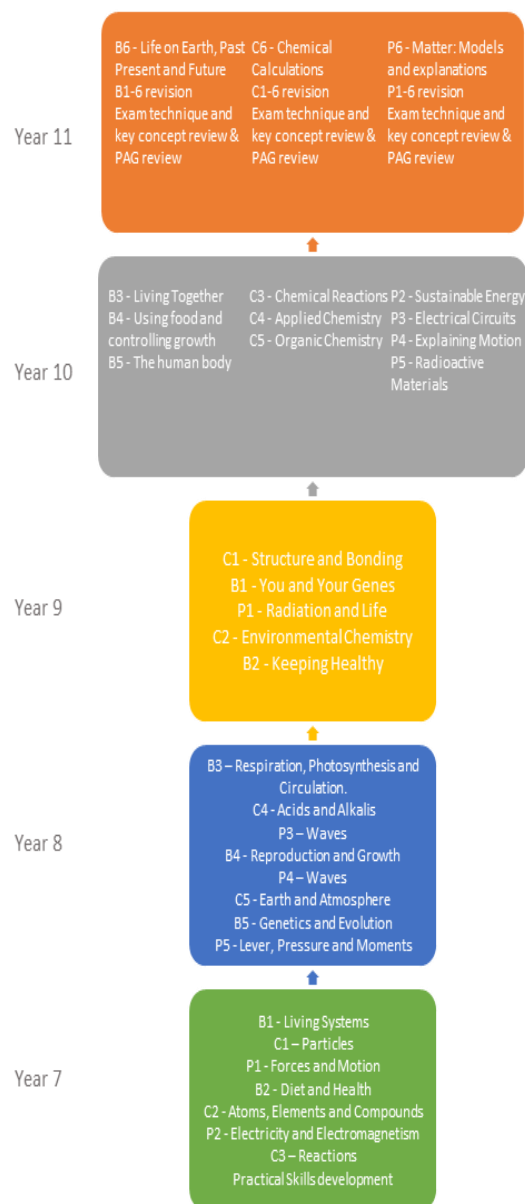 Year 11
B6 - Life on Earth, Past
Present and Future
B1-6 revision
Exam technique and
key concept review &
PAG review
C6 - Chemical
Calculations
C1-6 revision
Exam technique and
key concept review &
PAG review
P6 - Matter: Models
and explanations
P1-6 revision
Exam technique and
key concept review &
PAG review
Year 10
B3 - Living Together
B4 - Using food and
controlling growth
B5 - The human body
C3 - Chemical Reactions
C4 - Applied Chemistry
C5 - Organic Chemistry
P2 - Sustainable Energy
P3 - Electrical Circuits
P4 - Explaining Motion
P5 - Radioactive
Materials
Year 9
C1 - Structure and Bonding
B1 - You and Your Genes
P1 - Radiation and Life
C2 - Environmental Chemistry
B2 - Keeping Healthy
Year 8
B3 – Respiration, Photosynthesis and
Circulation.
C4 - Acids and Alkalis
P3 – Waves
B4 - Reproduction and Growth
P4 – Waves
C5 - Earth and Atmosphere
B5 - Genetics and Evolution
P5 - Lever, Pressure and Moments
Year 7
B1 - Living Systems
C1 – Particles
P1 - Forces and Motion
B2 - Diet and Health
C2 - Atoms, Elements and Compounds
P2 - Electricity and Electromagnetism
C3 – Reactions
Practical Skills development